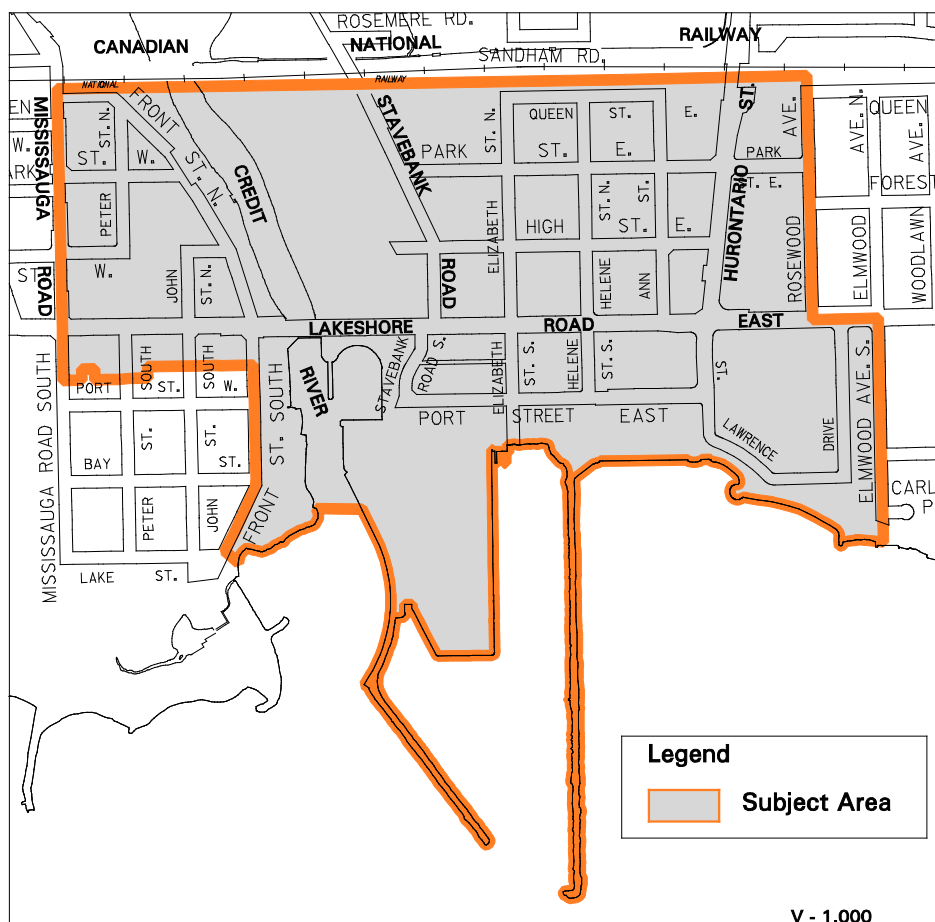 ROSEMERE RD.
CANADIAN
NATIONAL
RAILWAY
SANDHAM RD.
NATIONAL
RAILWAY
MISSISSAUGA
ROAD
FRONT
ST. N.
CREDIT
RIVER
STAVEBANK
ROAD
ST. N.
QUEEN
ST.
E.
ST.
AVE.
AVE. N.
QUEEN
AVE.
W.
ST. N.
ST.
W.
PARK
ST.
E.
PARK
ST. E.
FOREST
PETER
ELIZABETH
ST. N.
HIGH
ST. N.
ST.
ST.
E.
HURONTARIO
ROSEWOOD
ELMWOOD
WOODLAWN
ST.
W.
JOHN
ST. N.
HELENE
ANN
LAKESHORE
ROAD
EAST
MISSISSAUGA ROAD SOUTH
PORT
SOUTH
ST.
SOUTH
W.
ST. SOUTH
FRONT
STAVEBANK
ROAD S.
ELIZABETH
ST. S.
HELENE
ST. S.
ST.
ELMWOOD AVE. S.
PORT
STREET
EAST
LAWRENCE
DRIVE
BAY
ST.
ST.
ST.
PETER
JOHN
LAKE
ST.
CARL
P
Legend
Subject Area
V - 1.000